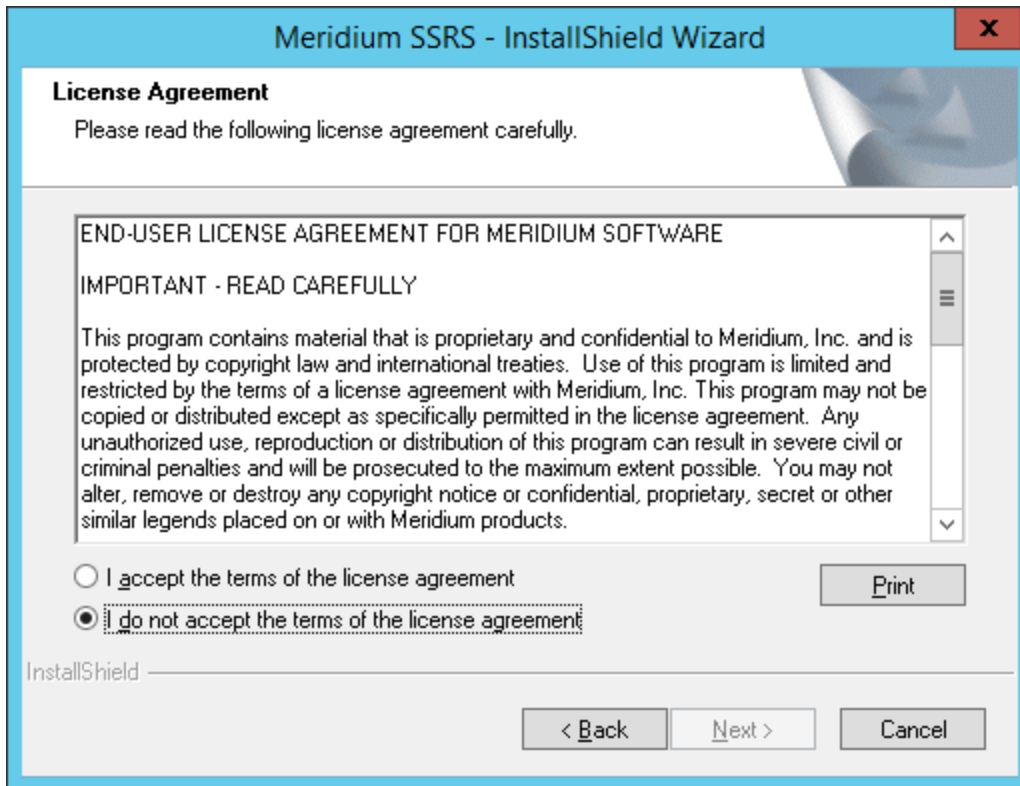 Meridium SSRS - InstallShield Wizard
x
License Agreement
Please read the following license agreement carefully.
END-USER LICENSE AGREEMENT FOR MERIDIUM SOFTWARE
IMPORTANT - READ CAREFULLY
This program contains material that is proprietary and confidential to Meridium, Inc. and is
protected by copyright law and international treaties.  Use of this program is limited and
restricted by the terms of a license agreement with Meridium, Inc. This program may not be
copied or distributed except as specifically permitted in the license agreement.  Any
unauthorized use, reproduction or distribution of this program can result in severe civil or
criminal penalties and will be prosecuted to the maximum extent possible.  You may not
alter, remove or destroy any copyright notice or confidential, proprietary, secret or other
similar legends placed on or with Meridium products.
I accept the terms of the license agreement
Print
I do not accept the terms of the license agreement
InstallShield
< Back
Next >
Cancel